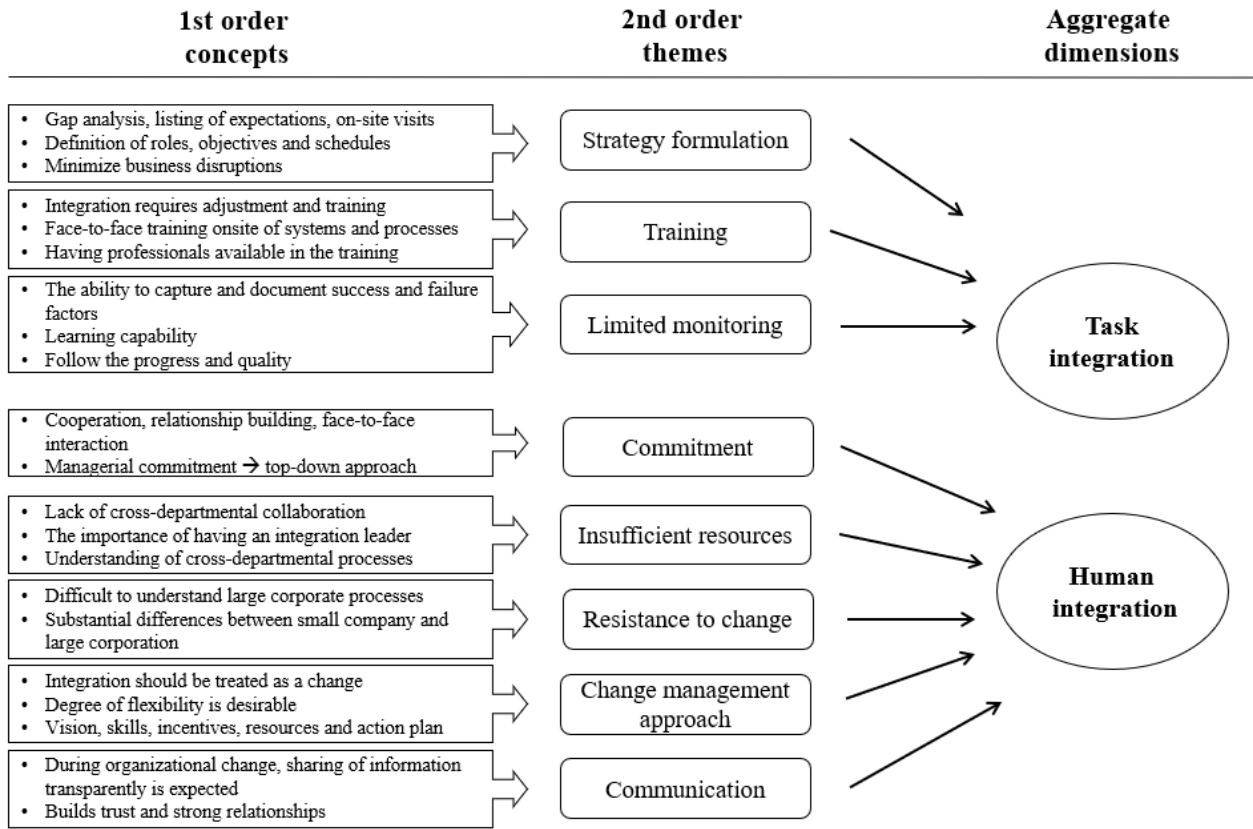 1st order
concepts
2nd order
themes
Aggregate
dimensions
• Gap analysis, listing of expectations, on-site visits
• Definition of roles, objectives and schedules
• Minimize business disruptions
Strategy formulation
• Integration requires adjustment and training
• Face-to-face training onsite of systems and processes
• Having professionals available in the training
Training
• The ability to capture and document success and failure
factors
• Learning capability
• Follow the progress and quality
Limited monitoring
Task
integration
• Cooperation, relationship building, face-to-face
interaction
• Managerial commitment → top-down approach
Commitment
• Lack of cross-departmental collaboration
• The importance of having an integration leader
• Understanding of cross-departmental processes
Insufficient resources
• Difficult to understand large corporate processes
• Substantial differences between small company and
large corporation
Resistance to change
Human
integration
• Integration should be treated as a change
• Degree of flexibility is desirable
• Vision, skills, incentives, resources and action plan
Change management
approach
• During organizational change, sharing of information
transparently is expected
• Builds trust and strong relationships
Communication